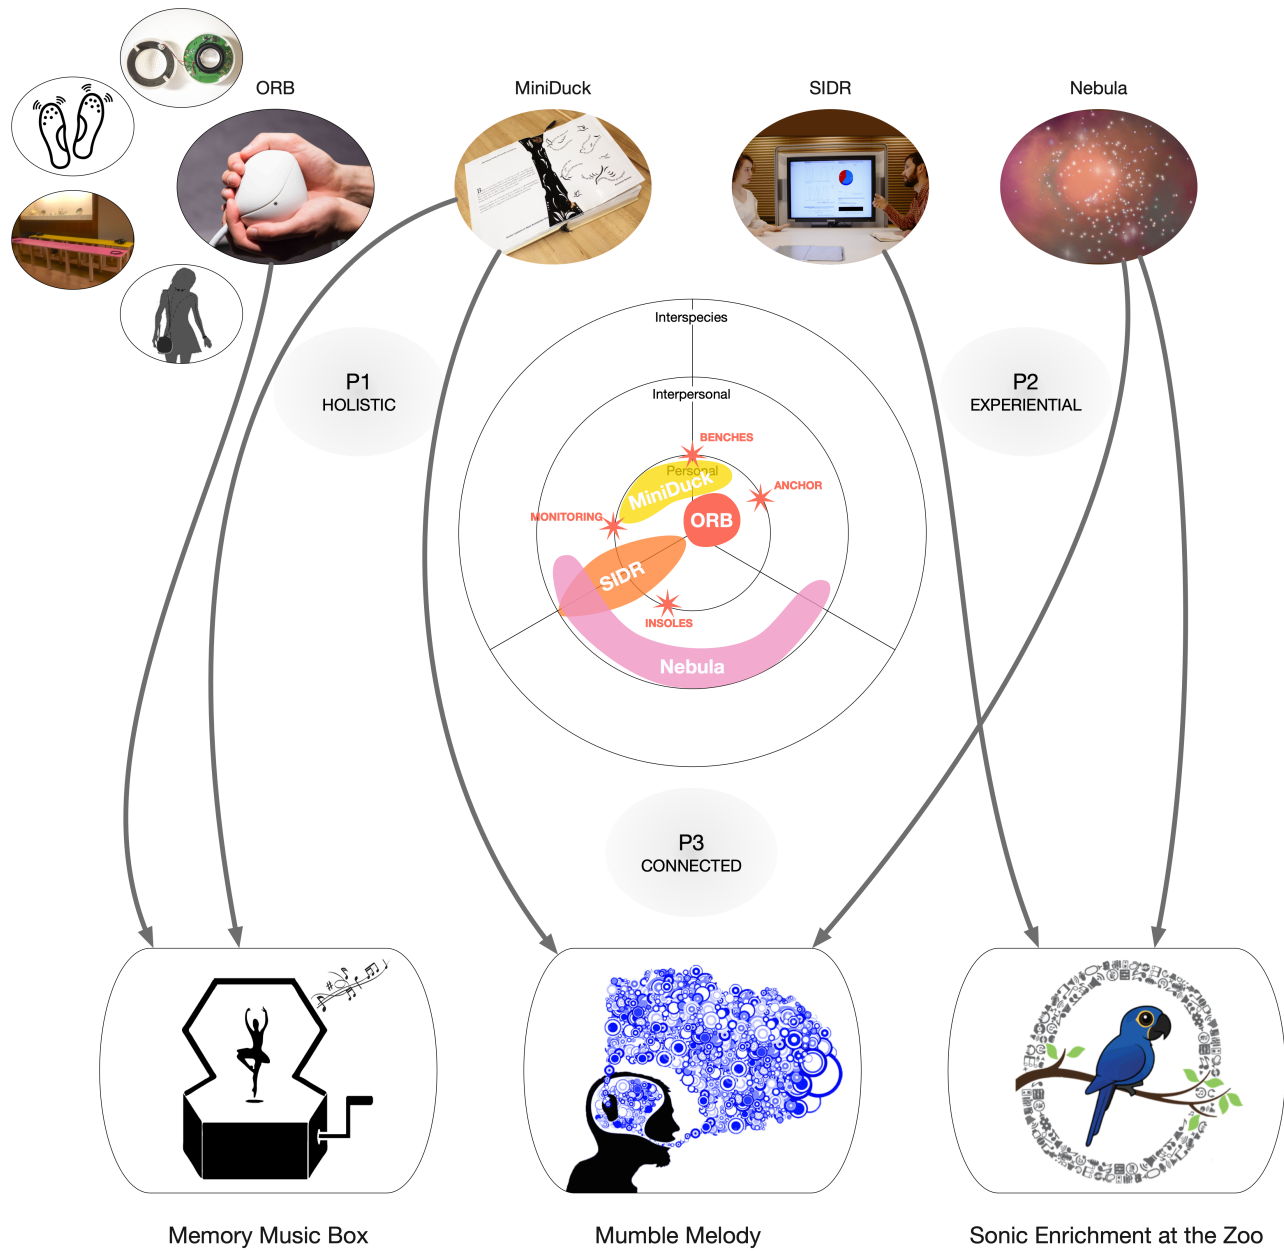 ORB
MiniDuck
SIDR
Nebula
Interspecies
P1
HOLISTIC
P2
EXPERIENTIAL
Interpersonal
BENCHES
Personal
MiniDuck
ANCHOR
MONITORING
ORB
SIDR
INSOLES
Nebula
P3
CONNECTED
Memory Music Box
Mumble Melody
Sonic Enrichment at the Zoo